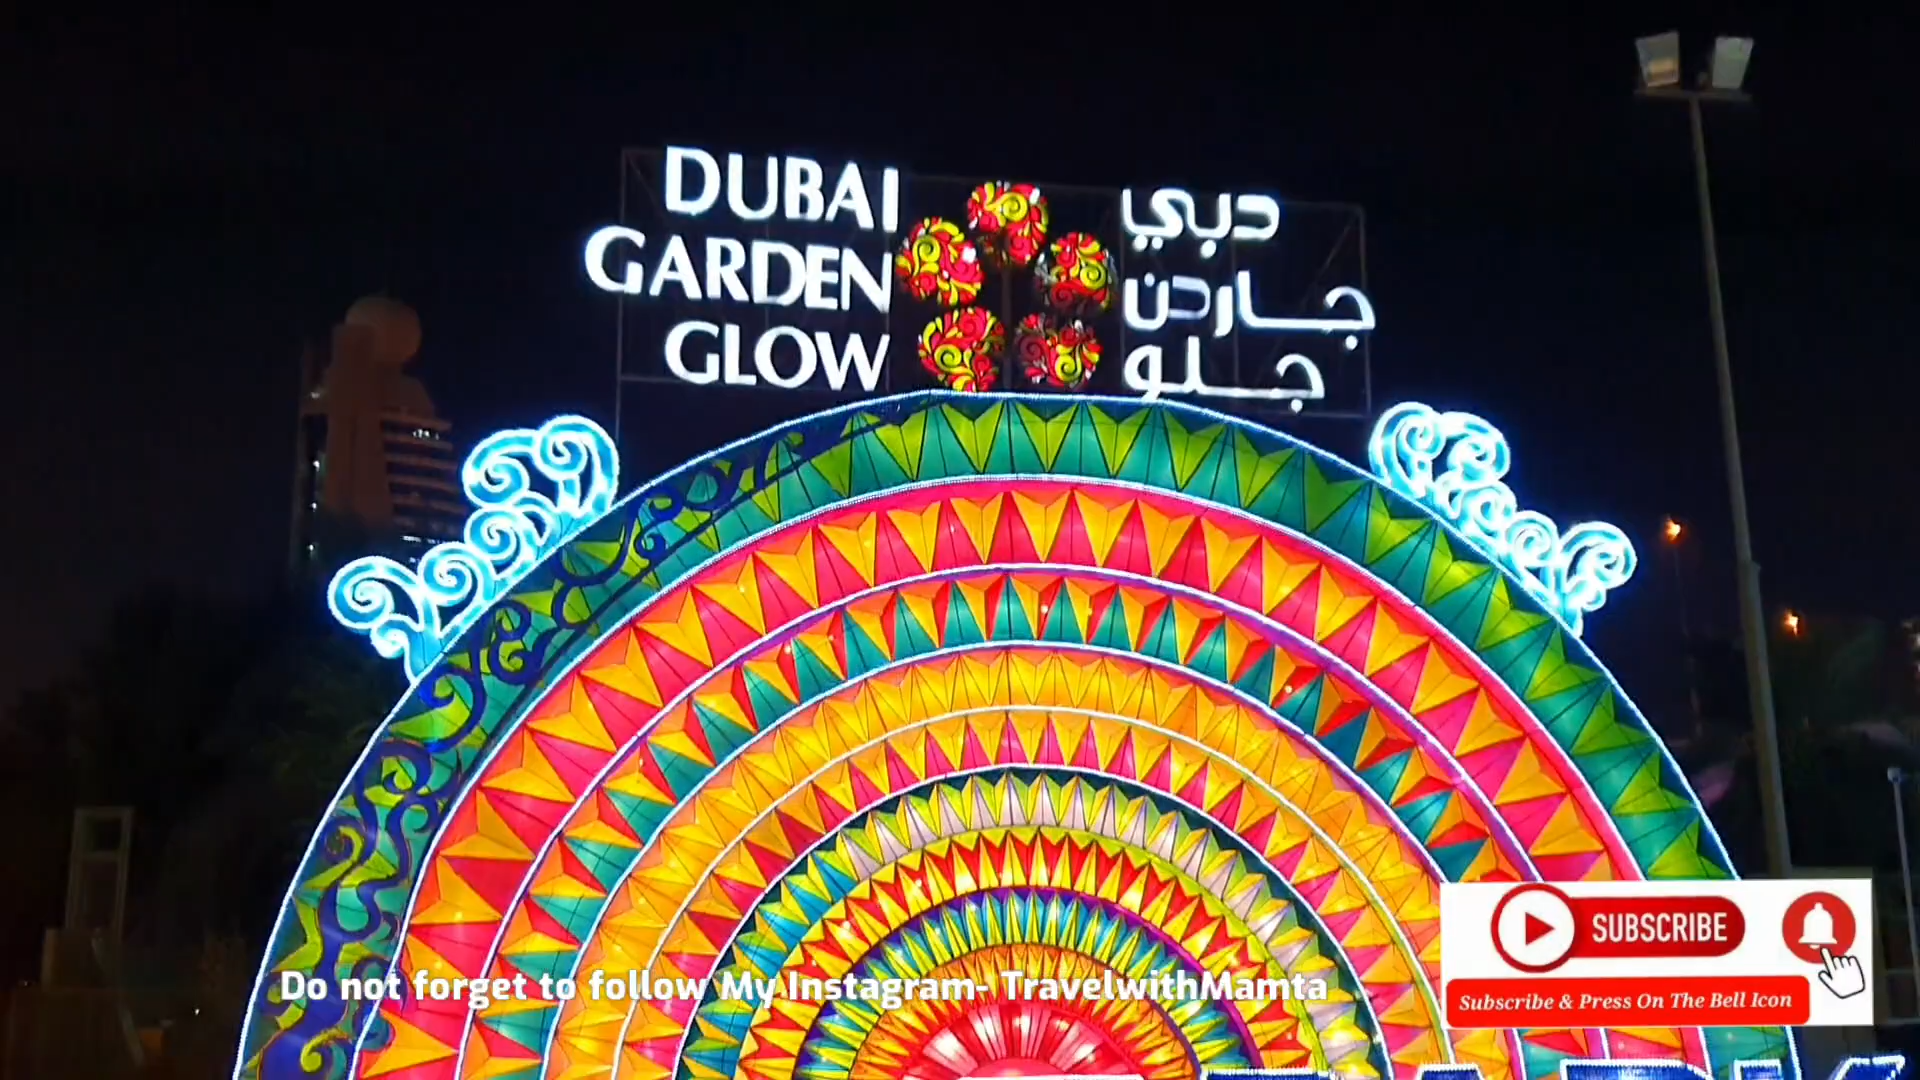 DUBAI
GARDEN
GLOW
دبي
جاردن
جلو
Do not forget to follow My Instagram- TravelwithMamta
SUBSCRIBE
Subscribe & Press On The Bell Icon